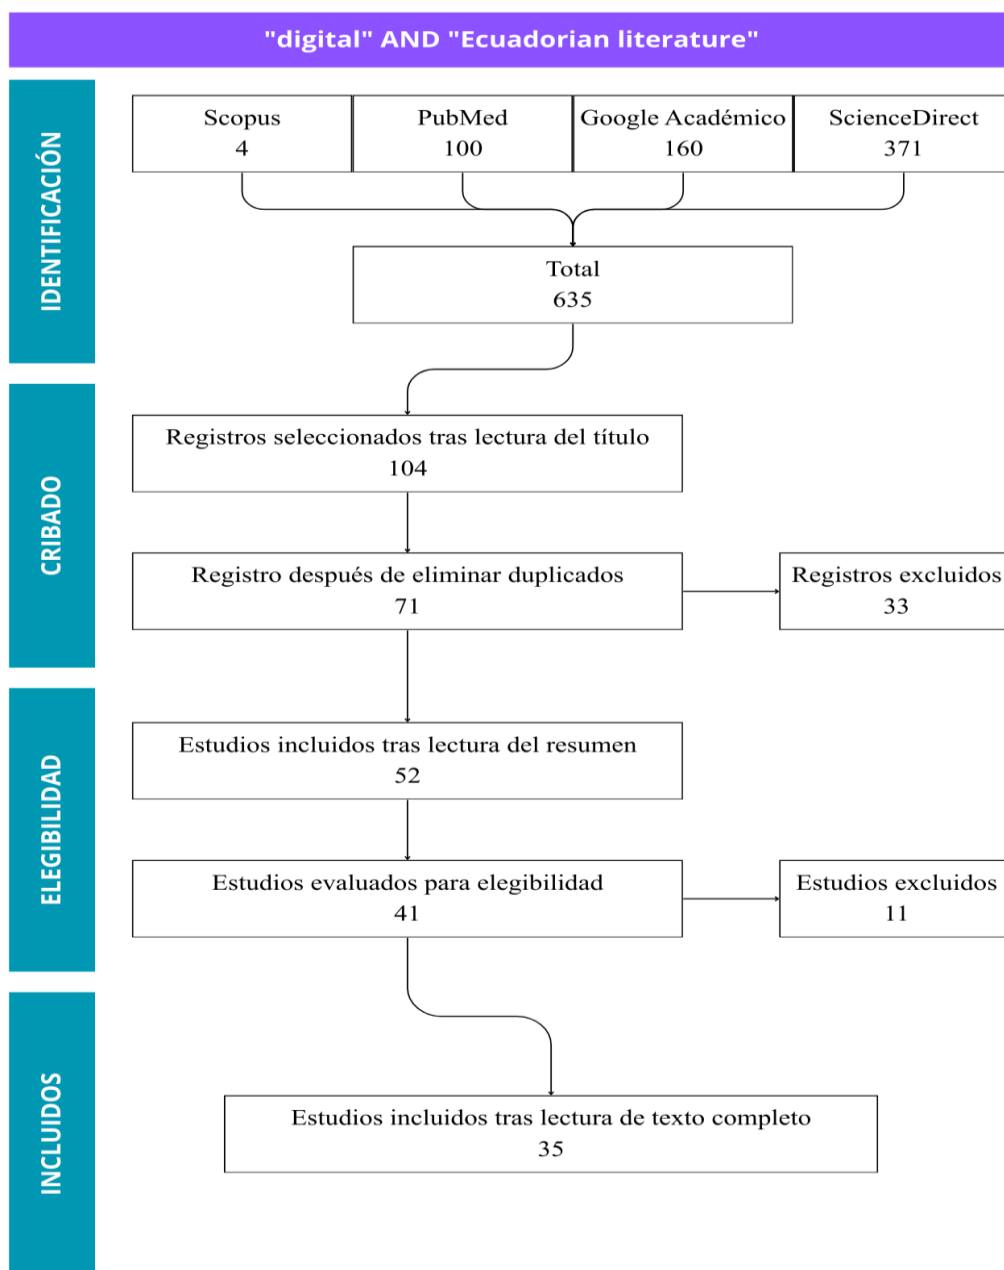 "digital" AND "Ecuadorian literature"
IDENTIFICACIÓN
Scopus
4
PubMed
100
Google Académico
160
ScienceDirect
371
Total
635
CRIBADO
Registros seleccionados tras lectura del título
104
Registro después de eliminar duplicados
71
Registros excluidos
33
ELEGIBILIDAD
Estudios incluidos tras lectura del resumen
52
Estudios evaluados para elegibilidad
41
Estudios excluidos
11
INCLUIDOS
Estudios incluidos tras lectura de texto completo
35